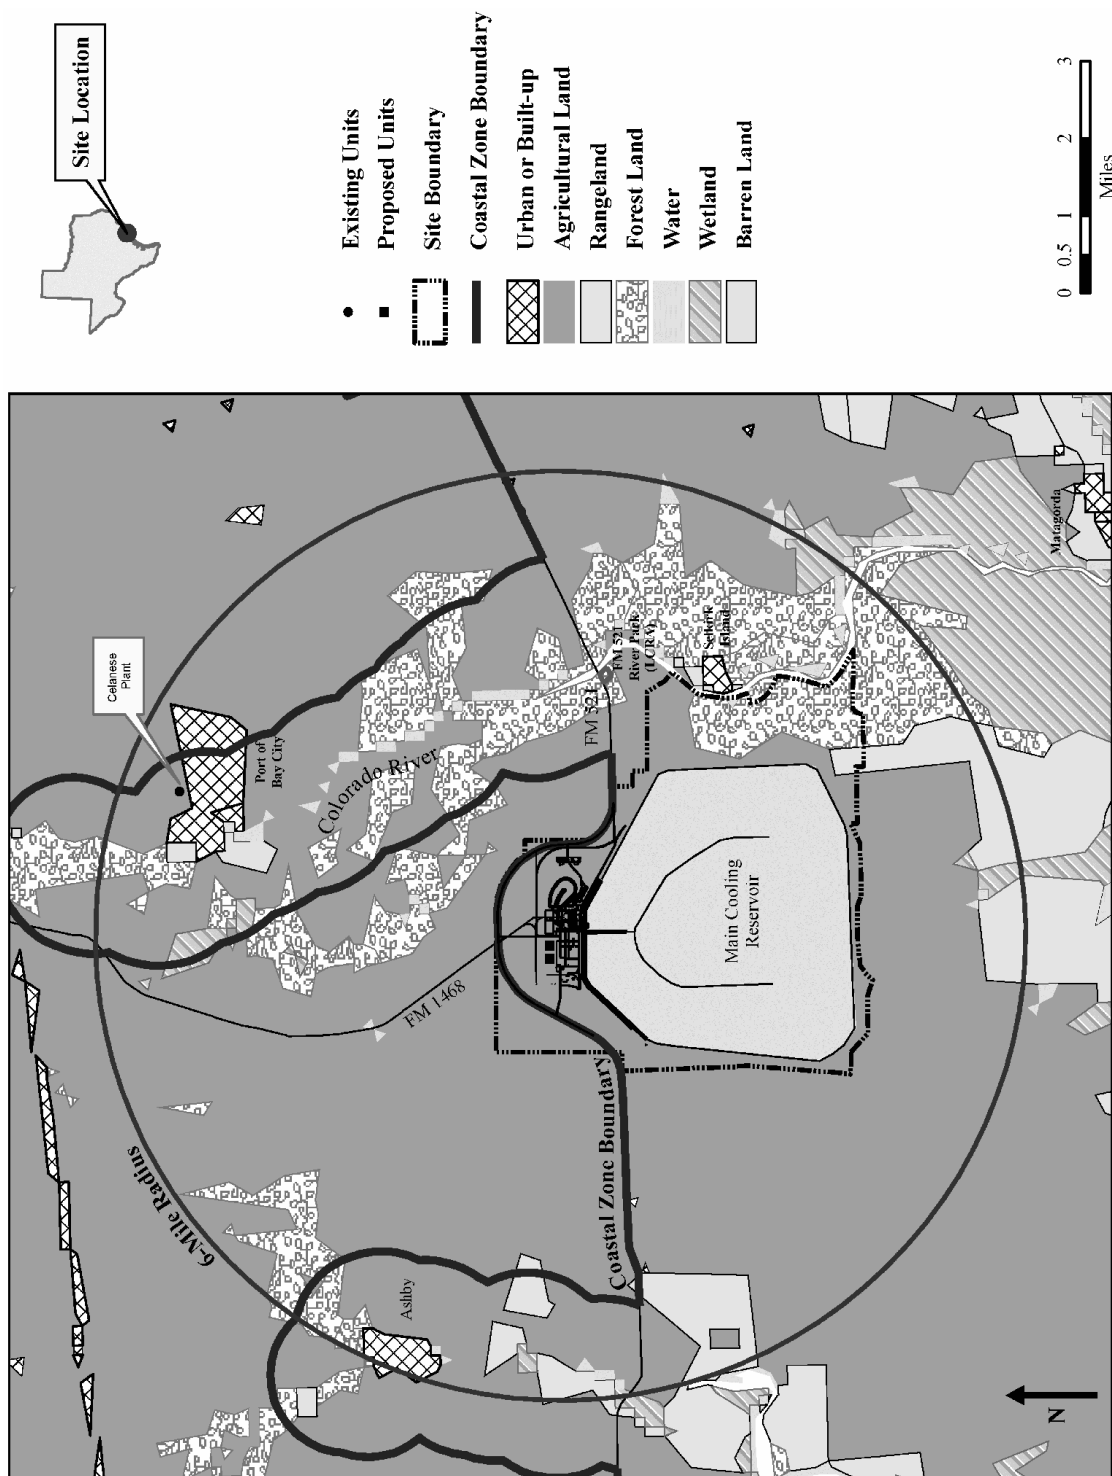 Site Location
Existing Units
Proposed Units
Site Boundary
Coastal Zone Boundary
Urban or Built-up
Agricultural Land
Rangeland
Forest Land
Water
Wetland
Barren Land
0 0.5 1 2 3
Miles
Celanese
Plant
Port of
Bay City
Colorado River
FM 1468
FM 521
FM 521
River Park
(LCRA)
Selkirk
Islands
Matagorda
Main Cooling
Reservoir
6-Mile Radius
Ashby
Coastal Zone Boundary
N